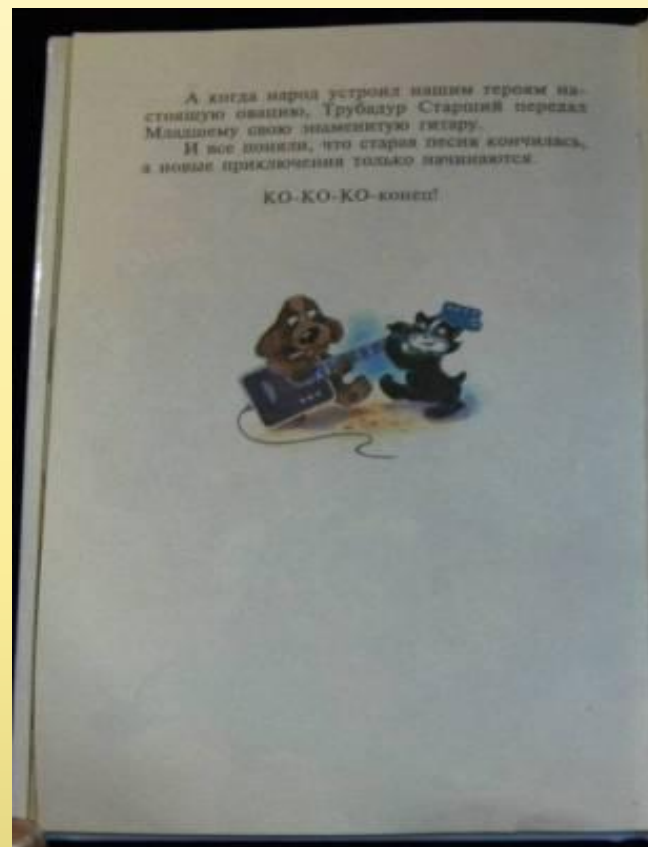 А когда народ устроил нашим героям на-
стоящую овацию, Трубадур Старший передал
Младшему свою знаменитую гитару.
И все поняли, что старая песня кончилась,
а новые приключения только начинаются.
КО-КО-КО-конец!